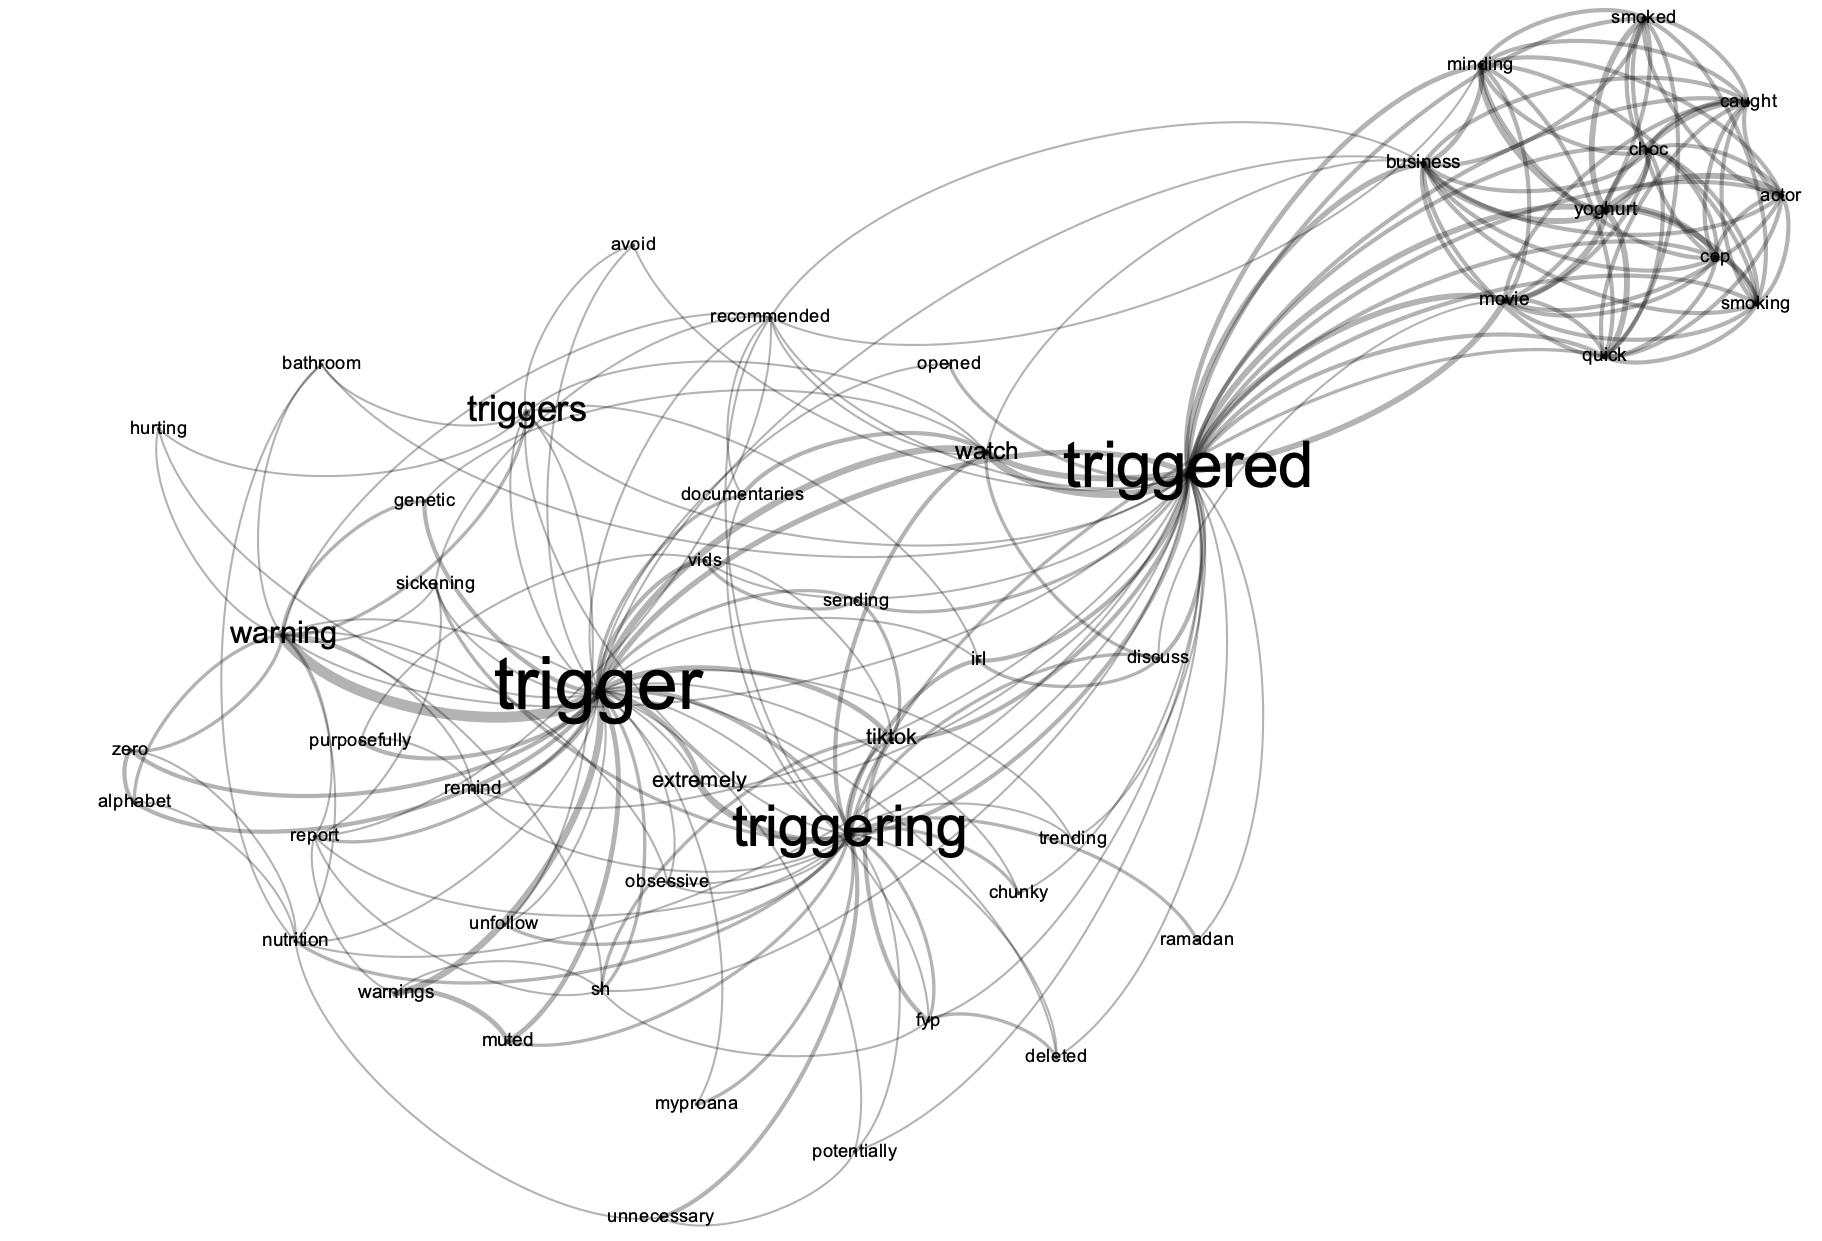 smoked
minding
caught
choc
business
actor
yoghurt
avoid
cop
movie
smoking
recommended
quick
bathroom
opened
triggers
hurting
watch
triggered
documentaries
genetic
vids
sickening
sending
warning
irl
discuss
trigger
tiktok
purposefully
zero
extremely
remind
alphabet
triggering
report
trending
obsessive
chunky
unfollow
nutrition
ramadan
warnings
sh
fyp
muted
deleted
myproana
potentially
unnecessary